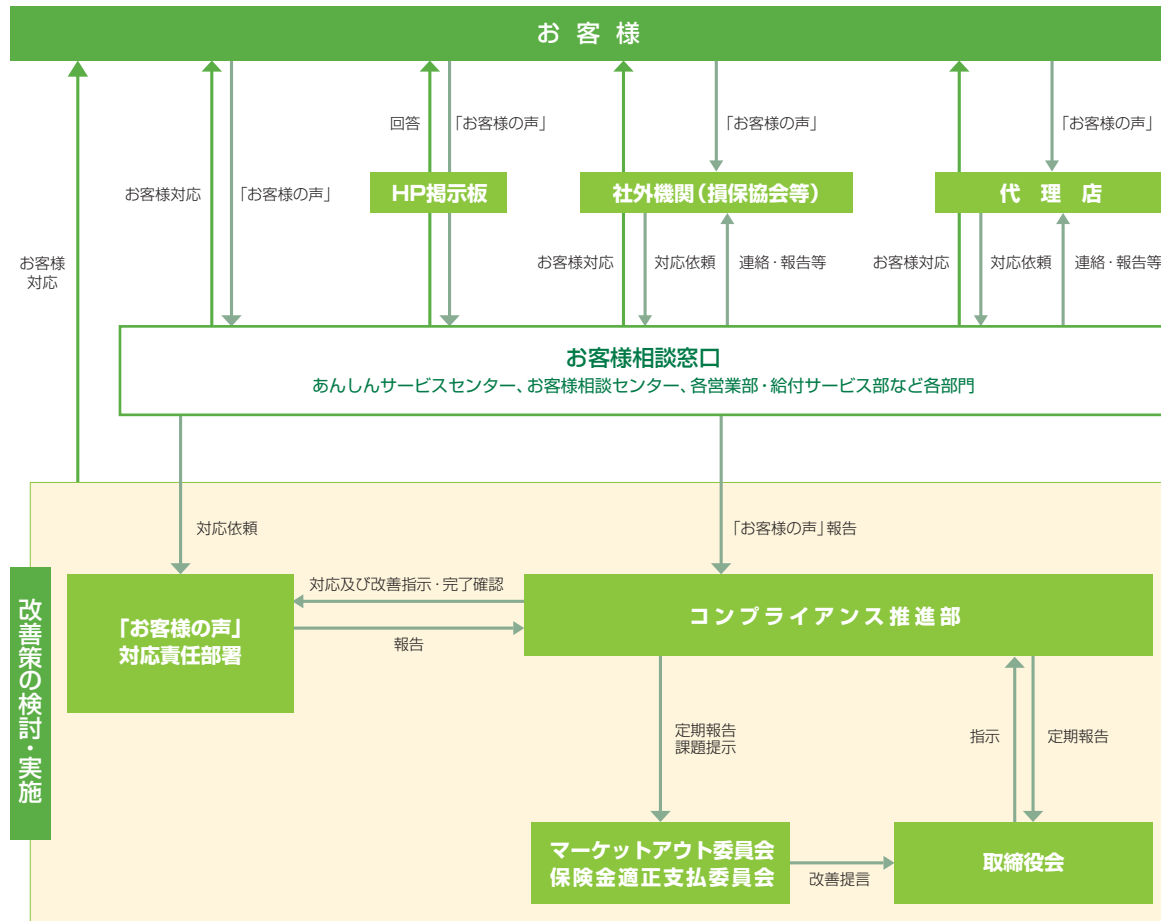 お客様
回答
「お客様の声」
「お客様の声」
「お客様の声」
お客様対応
「お客様の声」
HP掲示板
社外機関（損保協会等）
代理店
お客様
対応
お客様対応
対応依頼
連絡・報告等
お客様対応
対応依頼
連絡・報告等
お客様相談窓口
あんしんサービスセンター、お客様相談センター、各営業部・給付サービス部など各部門
対応依頼
「お客様の声」報告
改善策の検討・実施
「お客様の声」
対応責任部署
対応及び改善指示・完了確認
報告
コンプライアンス推進部
定期報告
課題提示
指示
定期報告
マーケットアウト委員会
保険金適正支払委員会
改善提言
取締役会